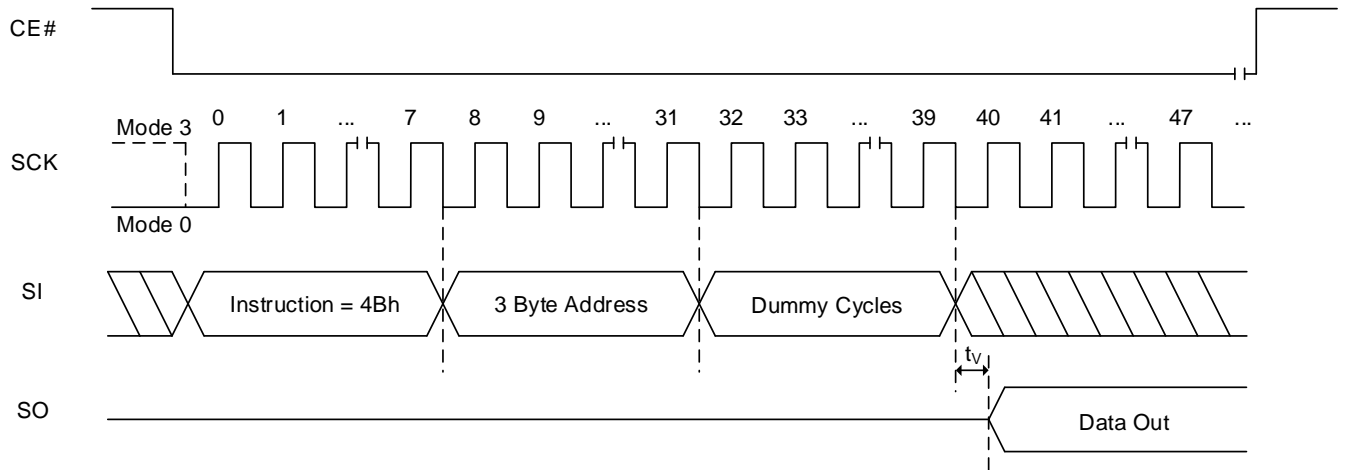 CE#
Mode 3
0 1 ... 7 8 9 ... 31 32 33 ... 39 40 41 ... 47 ...
SCK
Mode 0
SI
Instruction = 4Bh
3 Byte Address
Dummy Cycles
tV
SO
Data Out